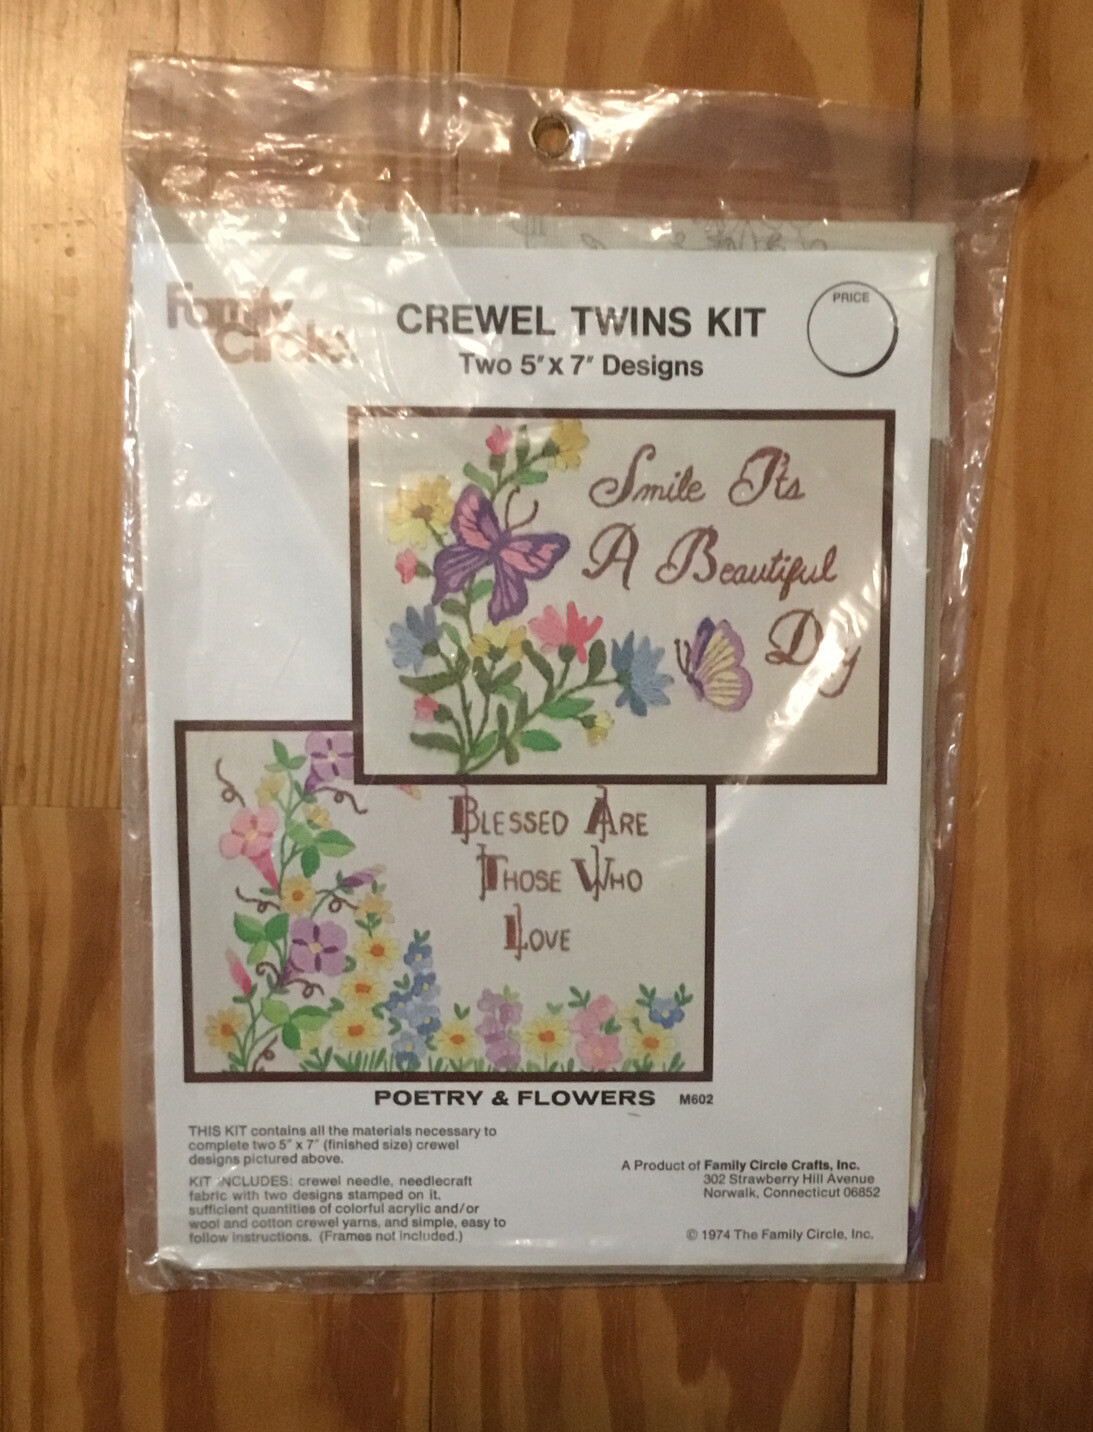 Family
Circle
CREWEL TWINS KIT
Two 5" x 7" Designs
PRICE
Smile Its
A Beautiful
Day
BLESSED ARE
THOSE WHO
LOVE
POETRY & FLOWERS M602
THIS KIT contains all the materials necessary to
complete two 5" x 7" (finished size) crewel
designs pictured above.
KIT INCLUDES: crewel needle, needlecraft
fabric with two designs stamped on it,
sufficient quantities of colorful acrylic and/or
wool and cotton crewel yarns, and simple, easy to
follow instructions. (Frames not included.)
A Product of Family Circle Crafts, Inc.
302 Strawberry Hill Avenue
Norwalk, Connecticut 06852
© 1974 The Family Circle, Inc.